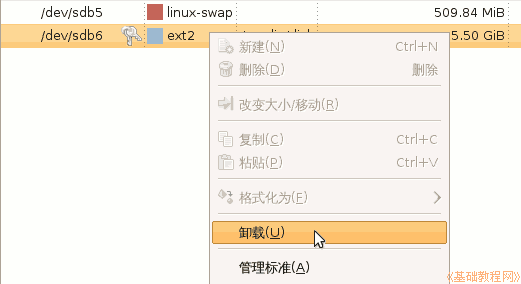 /dev/sdb5 linux-swap 509.84 MiB
/dev/sdb6 ext2 5.50 GiB
新建(N) Ctrl+N
删除(D) 删除
改变大小/移动(R)
复制(C) Ctrl+C
粘贴(P) Ctrl+V
格式化为(F)
卸载(U)
管理标准(A)
《基础教程网》